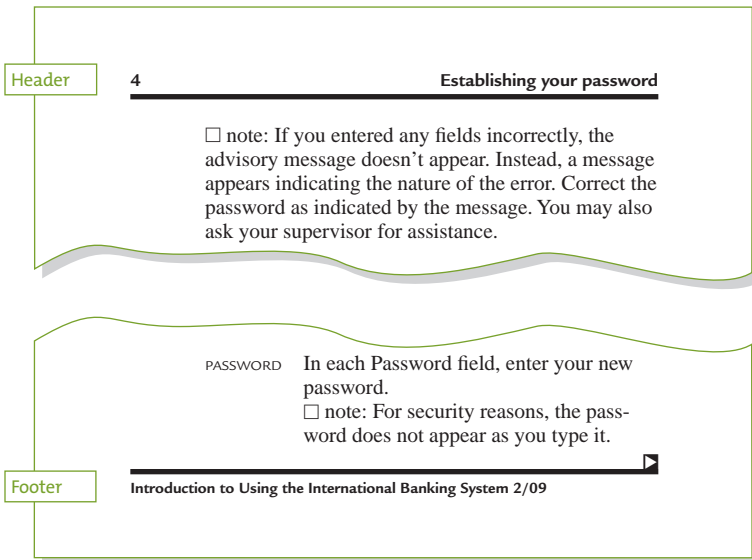 Header
4 Establishing your password
□ note: If you entered any fields incorrectly, the
advisory message doesn’t appear. Instead, a message
appears indicating the nature of the error. Correct the
password as indicated by the message. You may also
ask your supervisor for assistance.
PASSWORD In each Password field, enter your new
password.
□ note: For security reasons, the pass-
word does not appear as you type it.
Footer
Introduction to Using the International Banking System 2/09